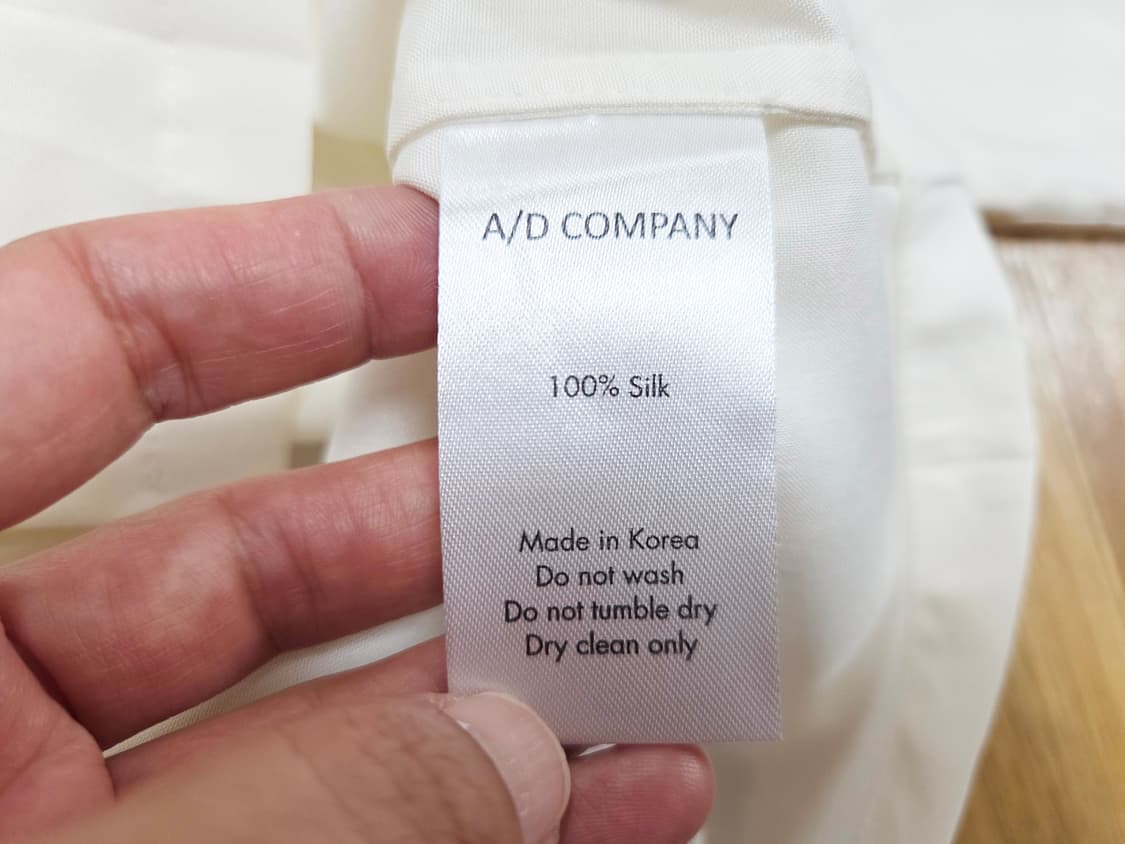 A/D COMPANY
100% Silk
Made in Korea
Do not wash
Do not tumble dry
Dry clean only